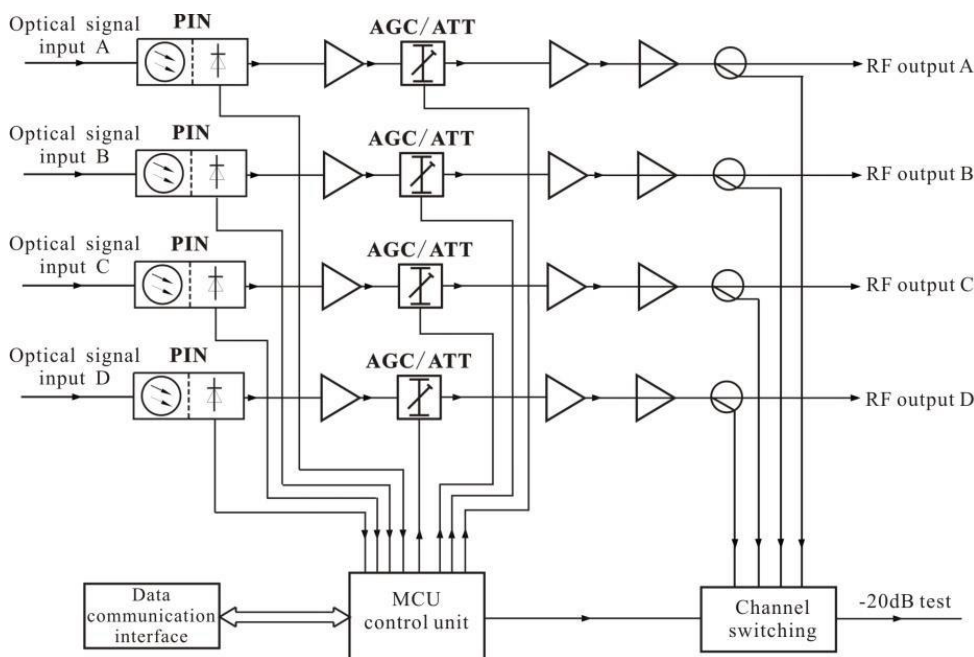 Optical signal
input A
PIN
AGC/ATT
RF output A
Optical signal
input B
PIN
AGC/ATT
RF output B
Optical signal
input C
PIN
AGC/ATT
RF output C
Optical signal
input D
PIN
AGC/ATT
RF output D
Data
communication
interface
MCU
control unit
Channel
switching
-20dB test